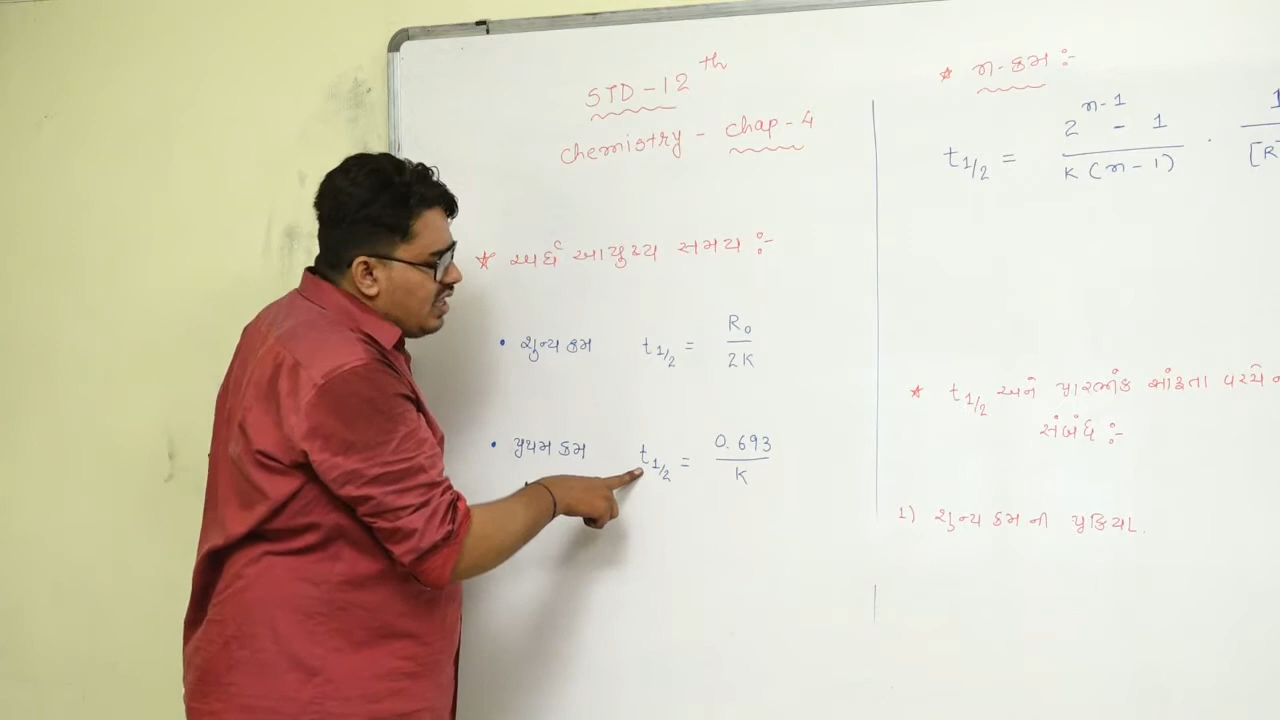 STD-12th
chemistry - chap-4
* અર્ધ આયુષ્ય સમય :-
• શુન્ય ક્રમ t1/2 = R0/2K
• પ્રથમ ક્રમ t1/2 = 0.693/K
* n-ક્રમ :-
t1/2 = 2^n-1 - 1 / K(n-1) . 1/[R
* t1/2 અને પ્રારંભીક સાંદ્રતા વચ્ચે ન
સંબંધ :-
1) શુન્ય ક્રમ ની પ્રક્રિયા.